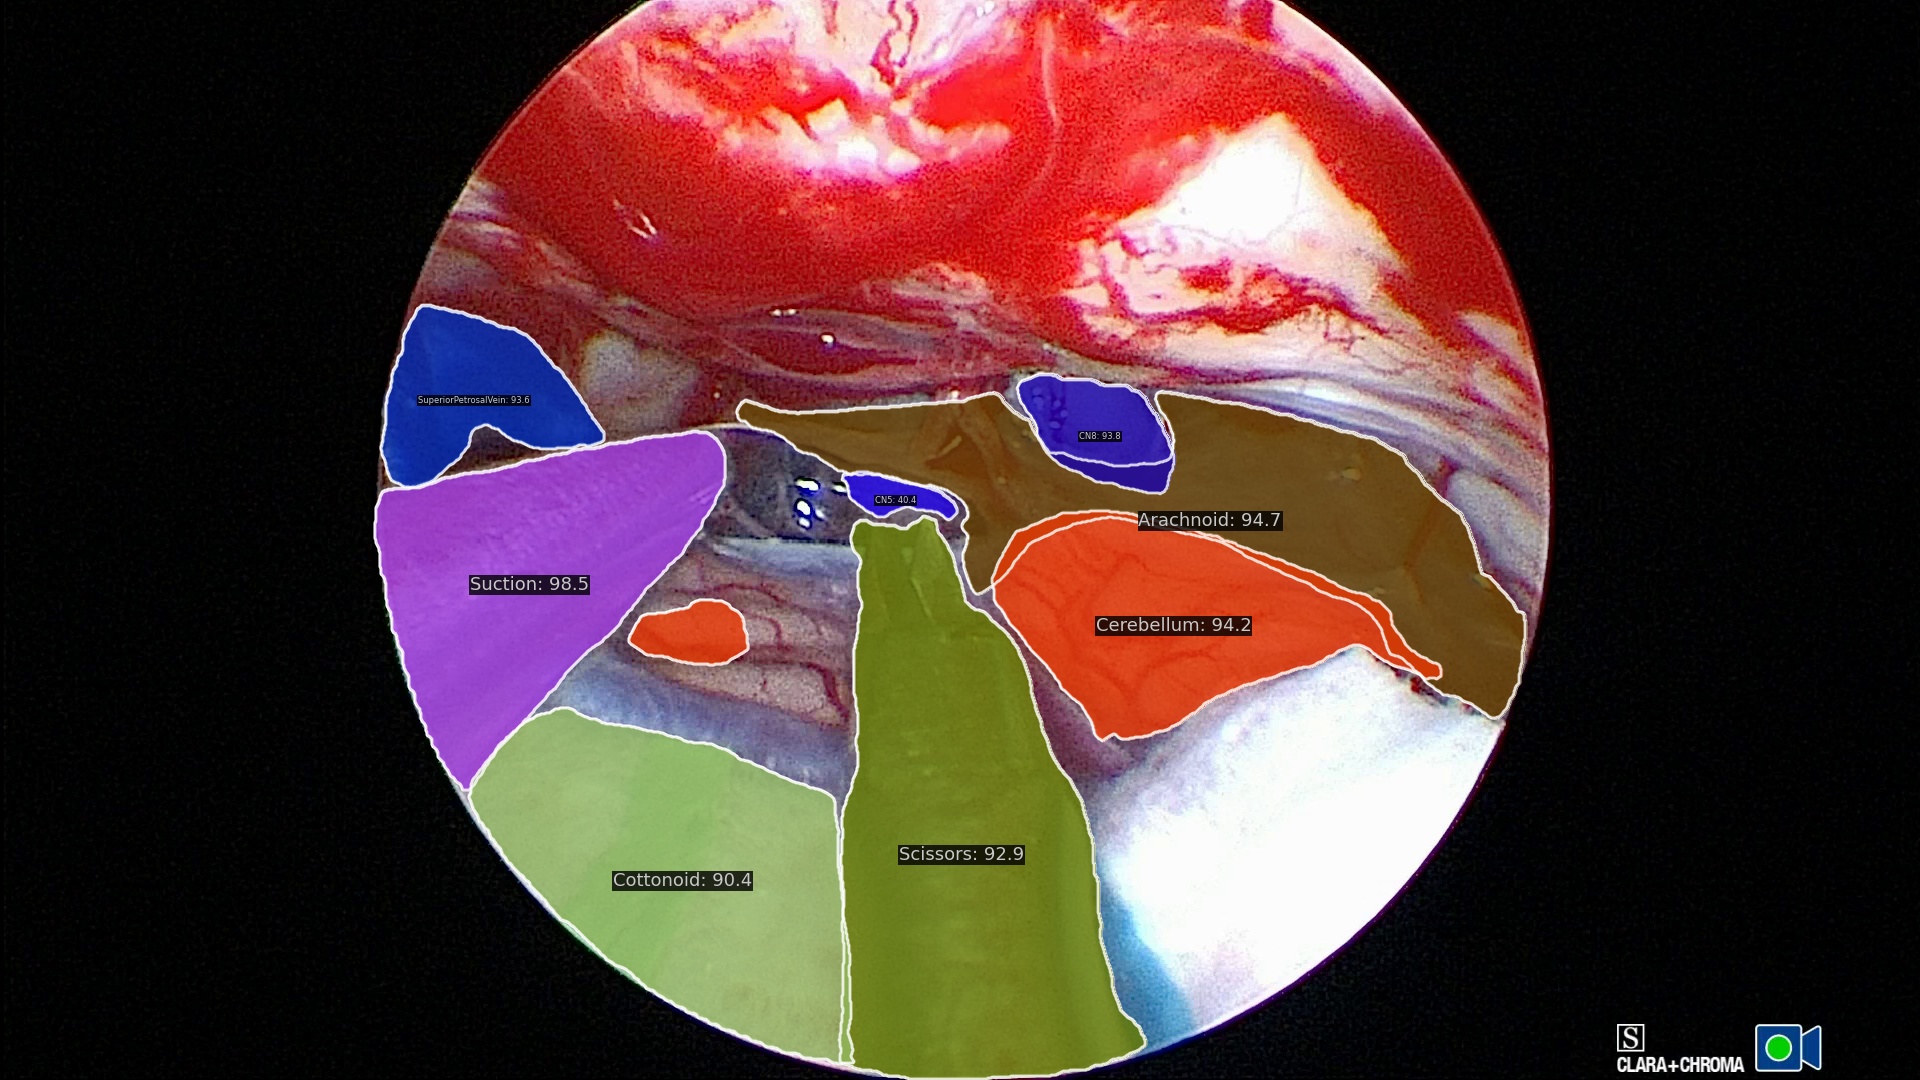 SuperiorPetrosalVein: 93.6
CN8: 93.8
CN5: 40.4
Arachnoid: 94.7
Suction: 98.5
Cerebellum: 94.2
Scissors: 92.9
Cottonoid: 90.4
S
CLARA+CHROMA